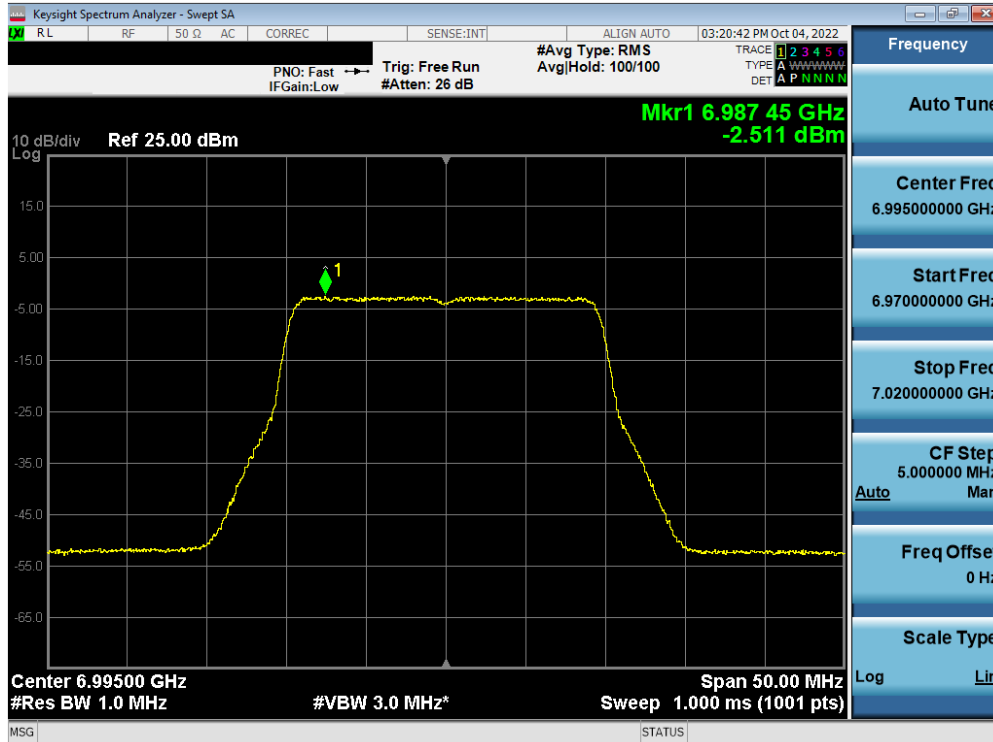 Keysight Spectrum Analyzer - Swept SA
LXI RL RF 50 Ω AC CORREC SENSE:INT ALIGN AUTO 03:20:42 PM Oct 04, 2022
PNO: Fast
IFGain:Low
Trig: Free Run
#Atten: 26 dB
#Avg Type: RMS
Avg|Hold: 100/100
TRACE 1 2 3 4 5 6
TYPE A WWWWW
DET A P N N N N
Mkr1 6.987 45 GHz
-2.511 dBm
10 dB/div Ref 25.00 dBm
Log
15.0
5.00
-5.00
-15.0
-25.0
-35.0
-45.0
-55.0
-65.0
1
Center 6.99500 GHz Span 50.00 MHz
#Res BW 1.0 MHz #VBW 3.0 MHz* Sweep 1.000 ms (1001 pts)
MSG STATUS
Frequency
Auto Tune
Center Freq
6.995000000 GHz
Start Freq
6.970000000 GHz
Stop Freq
7.020000000 GHz
CF Step
5.000000 MHz
Auto Man
Freq Offset
0 Hz
Scale Type
Log Lin